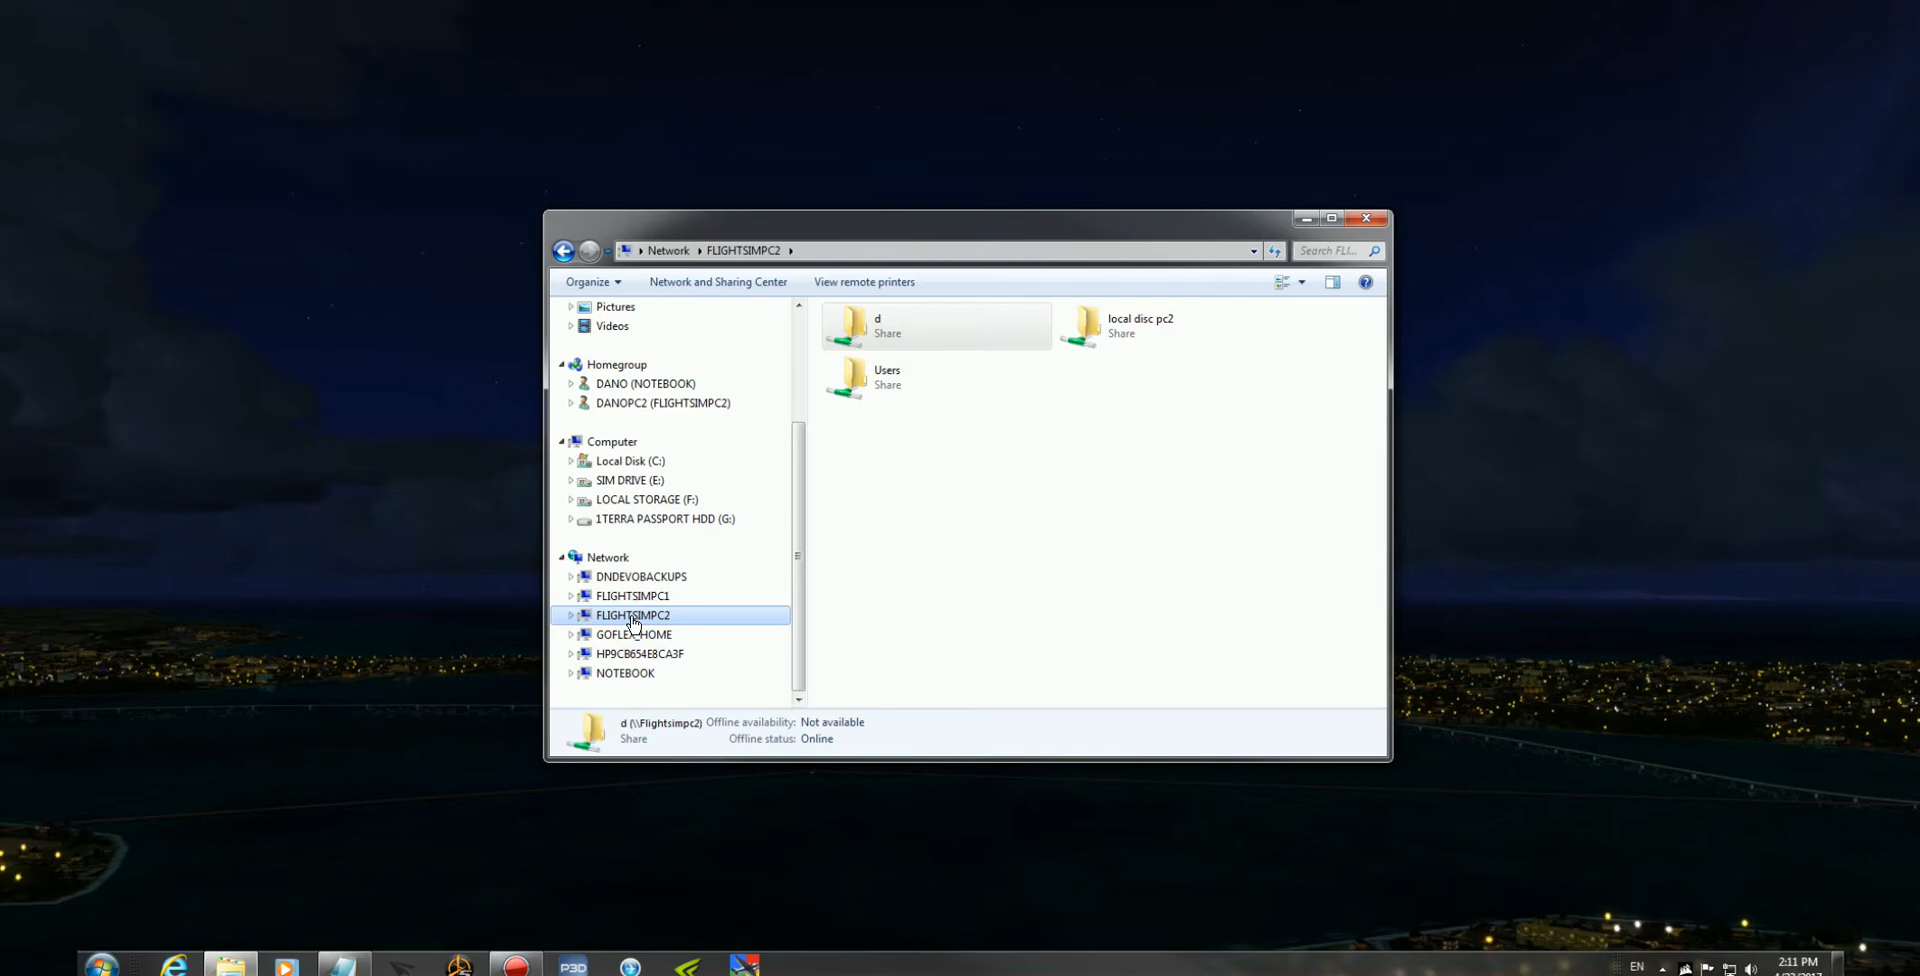 Network FLIGHTSIMPC2
Search FLI...
Organize Network and Sharing Center View remote printers
Pictures
Videos
Homegroup
DANO (NOTEBOOK)
DANOPC2 (FLIGHTSIMPC2)
Computer
Local Disk (C:)
SIM DRIVE (E:)
LOCAL STORAGE (F:)
1TERRA PASSPORT HDD (G:)
Network
DNDEVOBACKUPS
FLIGHTSIMPC1
FLIGHTSIMPC2
GOFLEX_HOME
HP9CB654E8CA3F
NOTEBOOK
d
Share
local disc pc2
Share
Users
Share
d (\\Flightsimpc2) Offline availability: Not available
Share Offline status: Online
P3D
EN
2:11 PM